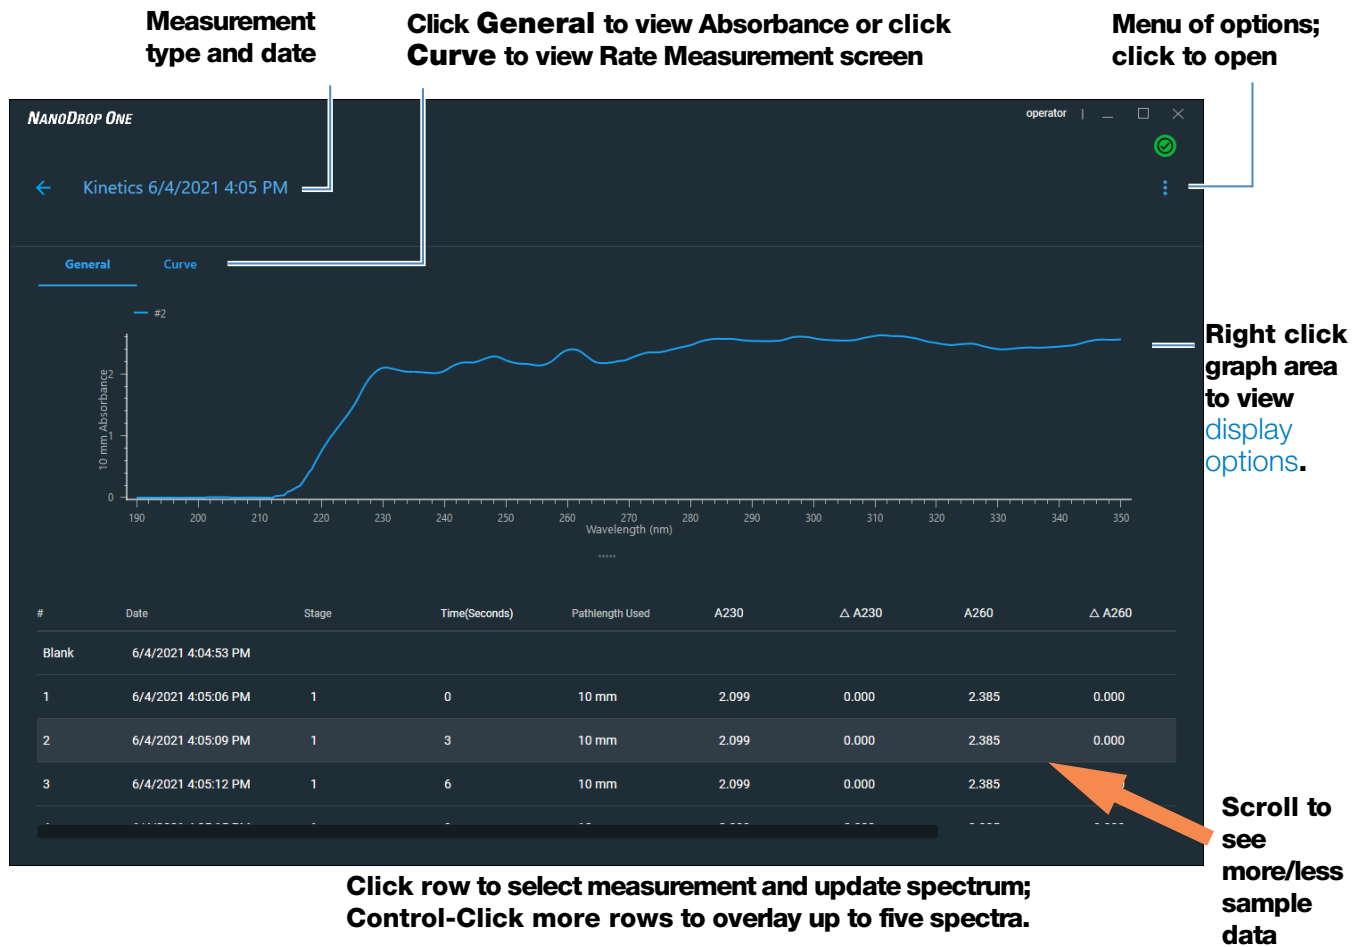 Measurement
type and date
Click General to view Absorbance or click
Curve to view Rate Measurement screen
Menu of options;
click to open
NANODROP ONE
operator |
Kinetics 6/4/2021 4:05 PM
General Curve
#2
10 mm Absorbance
2
1
0
190 200 210 220 230 240 250 260 270 280 290 300 310 320 330 340 350
Wavelength (nm)
Right click
graph area
to view
display
options.
# Date Stage Time(Seconds) Pathlength Used A230 △ A230 A260 △ A260
Blank 6/4/2021 4:04:53 PM
1 6/4/2021 4:05:06 PM 1 0 10 mm 2.099 0.000 2.385 0.000
2 6/4/2021 4:05:09 PM 1 3 10 mm 2.099 0.000 2.385 0.000
3 6/4/2021 4:05:12 PM 1 6 10 mm 2.099 0.000 2.385
Scroll to
see
more/less
sample
data
Click row to select measurement and update spectrum;
Control-Click more rows to overlay up to five spectra.